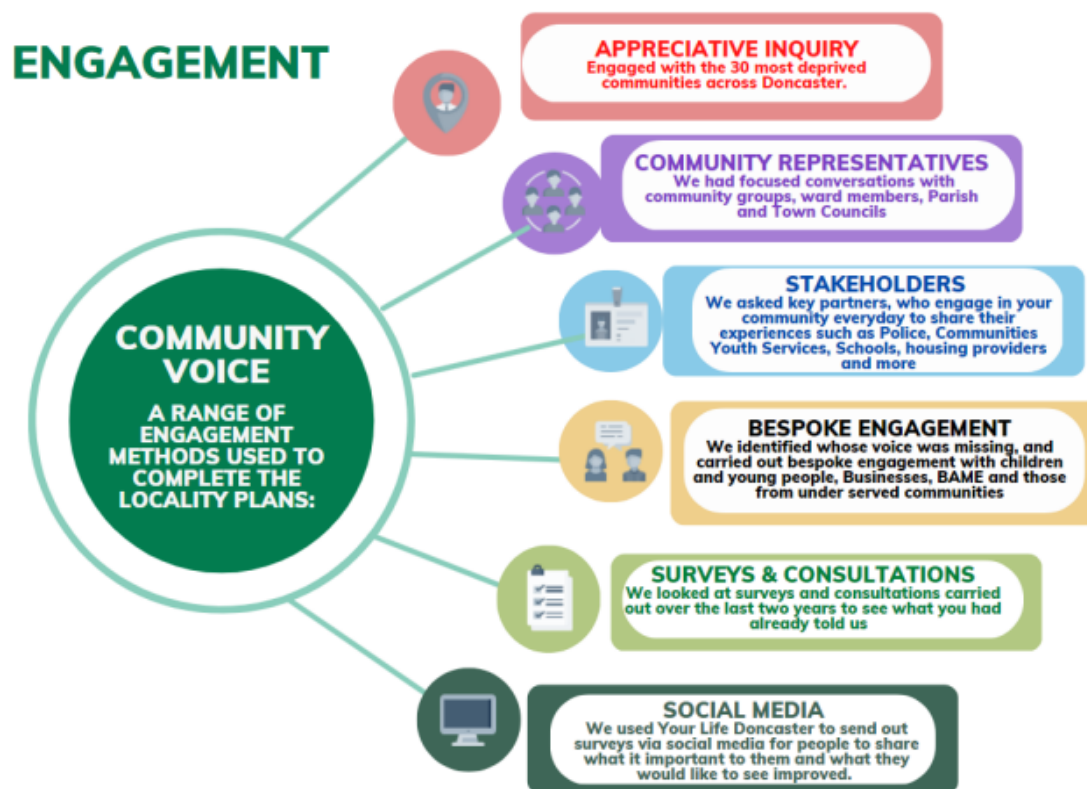 ENGAGEMENT
APPRECIATIVE INQUIRY
Engaged with the 30 most deprived
communities across Doncaster.
COMMUNITY REPRESENTATIVES
We had focused conversations with
community groups, ward members, Parish
and Town Councils
STAKEHOLDERS
We asked key partners, who engage in your
community everyday to share their
experiences such as Police, Communities
Youth Services, Schools, housing providers
and more
COMMUNITY
VOICE
A RANGE OF
ENGAGEMENT
METHODS USED TO
COMPLETE THE
LOCALITY PLANS:
BESPOKE ENGAGEMENT
We identified whose voice was missing, and
carried out bespoke engagement with children
and young people, Businesses, BAME and those
from under served communities
SURVEYS & CONSULTATIONS
We looked at surveys and consultations carried
out over the last two years to see what you had
already told us
SOCIAL MEDIA
We used Your Life Doncaster to send out
surveys via social media for people to share
what it important to them and what they
would like to see improved.